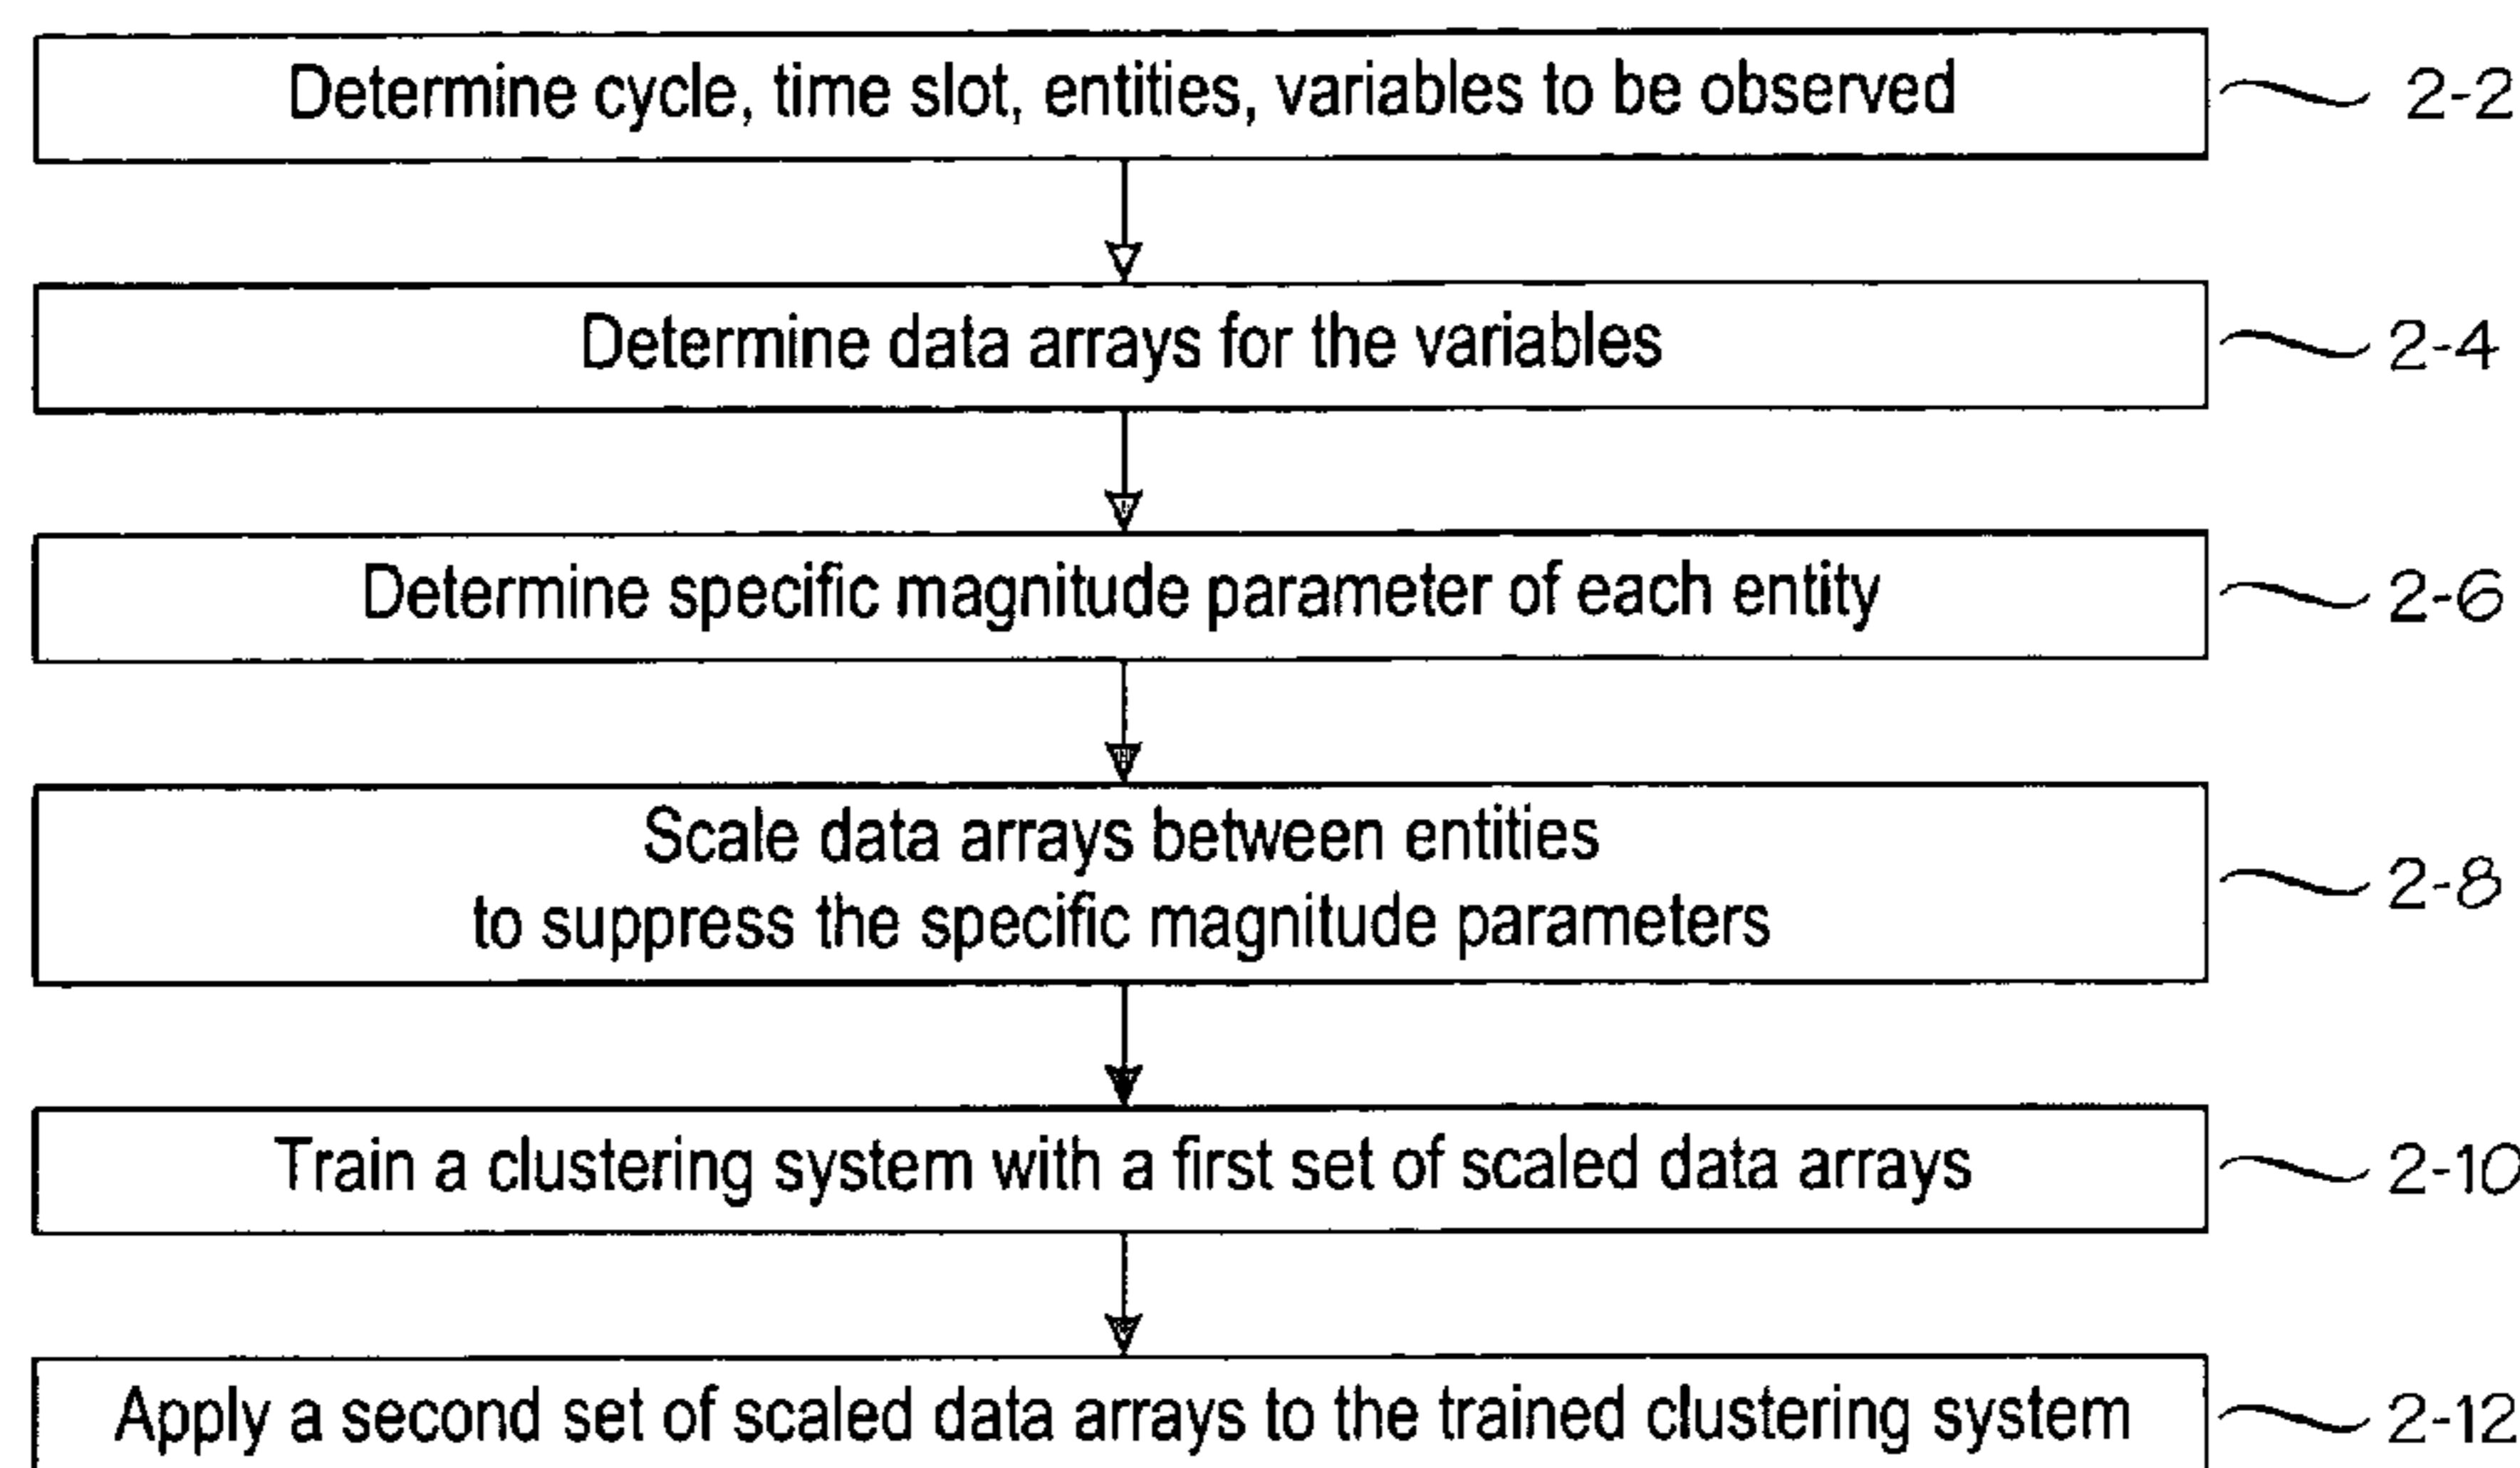 Determine cycle, time slot, entities, variables to be observed 2-2
Determine data arrays for the variables 2-4
Determine specific magnitude parameter of each entity 2-6
Scale data arrays between entities
to suppress the specific magnitude parameters 2-8
Train a clustering system with a first set of scaled data arrays 2-10
Apply a second set of scaled data arrays to the trained clustering system 2-12